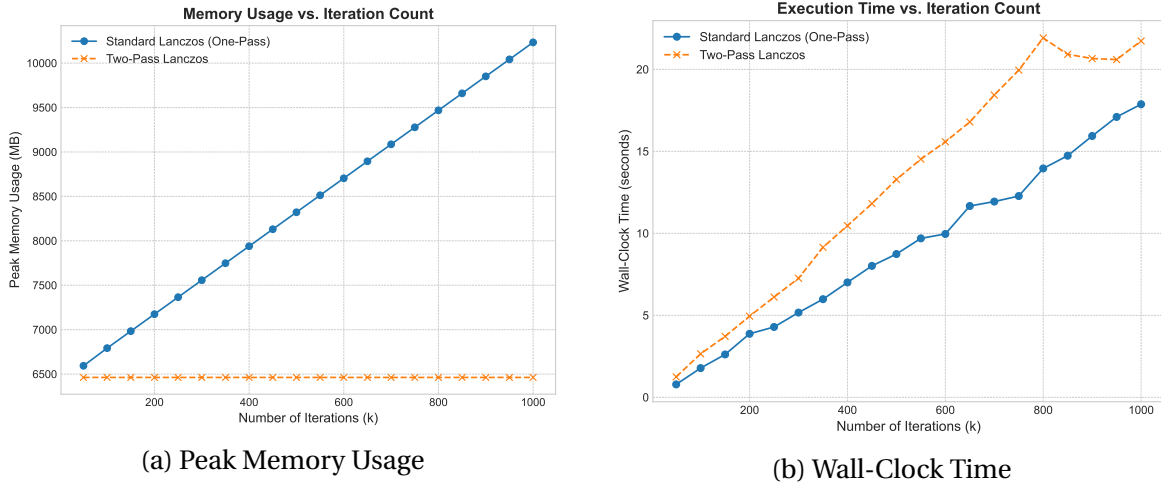 Memory Usage vs. Iteration Count
Standard Lanczos (One-Pass)
Two-Pass Lanczos
Peak Memory Usage (MB)
10000
9500
9000
8500
8000
7500
7000
6500
200
400
600
800
1000
Number of Iterations (k)
(a) Peak Memory Usage
Execution Time vs. Iteration Count
Standard Lanczos (One-Pass)
Two-Pass Lanczos
Wall-Clock Time (seconds)
20
15
10
5
0
200
400
600
800
1000
Number of Iterations (k)
(b) Wall-Clock Time